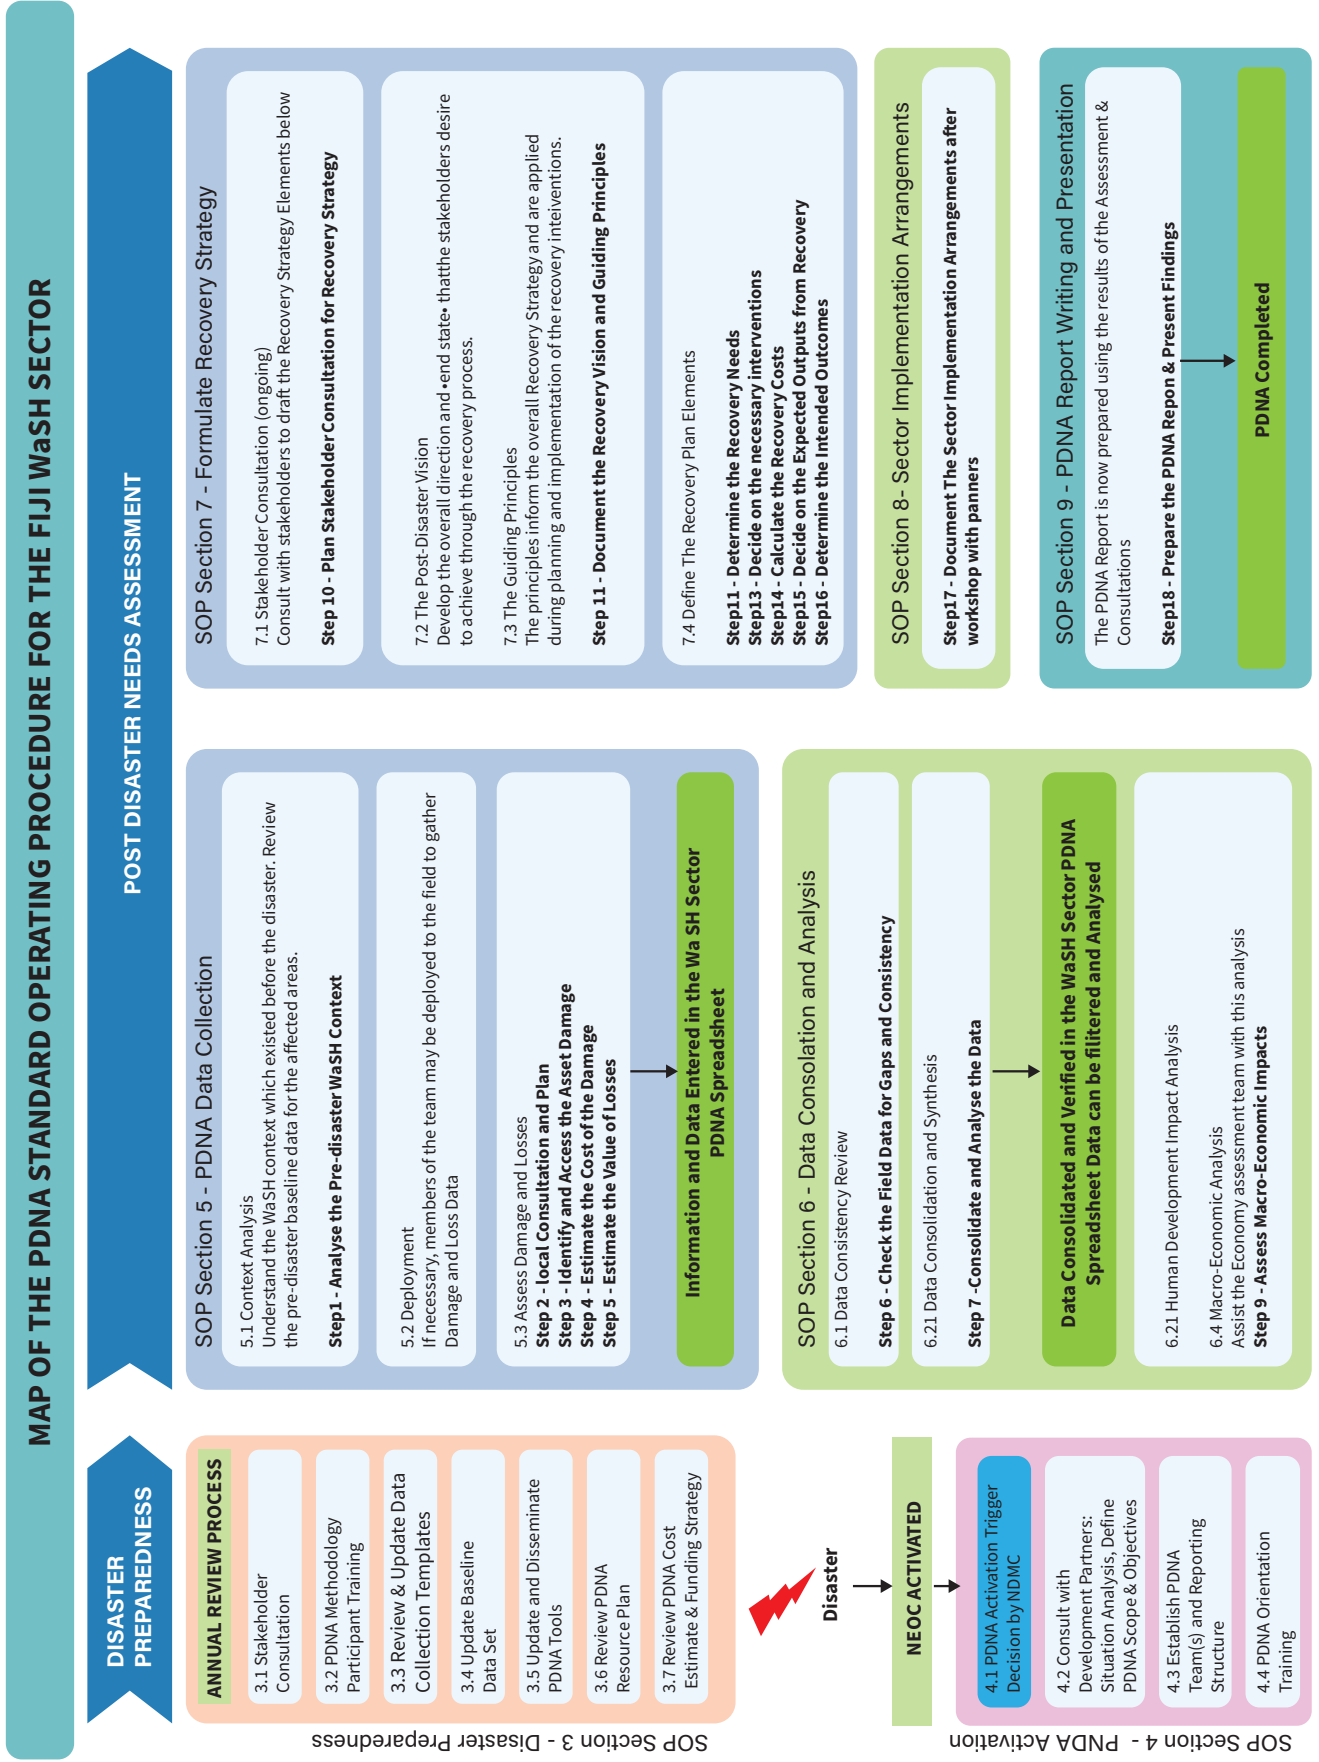 MAP OF THE PDNA STANDARD OPERATING PROCEDURE FOR THE FIJI WaSH SECTOR
DISASTER
PREPAREDNESS
POST DISASTER NEEDS ASSESSMENT
SOP Section 3 - Disaster Preparedness
ANNUAL REVIEW PROCESS
3.1 Stakeholder
Consultation
3.2 PDNA Methodology
Participant Training
3.3 Review & Update Data
Collection Templates
3.4 Update Baseline
Data Set
3.5 Update and Disseminate
PDNA Tools
3.6 Review PDNA
Resource Plan
3.7 Review PDNA Cost
Estimate & Funding Strategy
Disaster
NEOC ACTIVATED
SOP Section 4 - PNDA Activation
4.1 PDNA Activation Trigger
Decision by NDMC
4.2 Consult with
Development Partners:
Situation Analysis, Define
PDNA Scope & Objectives
4.3 Establish PDNA
Team(s) and Reporting
Structure
4.4 PDNA Orientation
Training
SOP Section 5 - PDNA Data Collection
5.1 Context Analysis
Understand the WaSH context which existed before the disaster. Review
the pre-disaster baseline data for the affected areas.
Step1 - Analyse the Pre-disaster WaSH Context
5.2 Deployment
If necessary, members of the team may be deployed to the field to gather
Damage and Loss Data
5.3 Assess Damage and Losses
Step 2 - local Consultation and Plan
Step 3 - Identify and Access the Asset Damage
Step 4 - Estimate the Cost of the Damage
Step 5 - Estimate the Value of Losses
Information and Data Entered in the Wa SH Sector
PDNA Spreadsheet
SOP Section 6 - Data Consolation and Analysis
6.1 Data Consistency Review
Step 6 - Check the Field Data for Gaps and Consistency
6.21 Data Consolidation and Synthesis
Step 7 -Consolidate and Analyse the Data
Data Consolidated and Verified in the WaSH Sector PDNA
Spreadsheet Data can be filitered and Analysed
6.21 Human Development Impact Analysis
6.4 Macro-Economic Analysis
Assist the Economy assessment team with this analysis
Step 9 - Assess Macro-Economic Impacts
SOP Section 7 - Formulate Recovery Strategy
7.1 Stakeholder Consultation (ongoing)
Consult with stakeholders to draft the Recovery Strategy Elements below
Step 10 - Plan Stakeholder Consultation for Recovery Strategy
7.2 The Post-Disaster Vision
Develop the overall direction and •end state• thatthe stakeholders desire
to achieve through the recovery process.
7.3 The Guiding Principles
The principles inform the overall Recovery Strategy and are applied
during planning and implementation of the recovery inteiventions.
Step 11 - Document the Recovery Vision and Guiding Principles
7.4 Define The Recovery Plan Elements
Step11 - Determine the Recovery Needs
Step13 - Decide on the necessary interventions
Step14 - Calculate the Recovery Costs
Step15 - Decide on the Expected Outputs from Recovery
Step16 - Determine the Intended Outcomes
SOP Section 8- Sector Implementation Arrangements
Step17 - Document The Sector Implementation Arrangements after
workshop with panners
SOP Section 9 - PDNA Report Writing and Presentation
The PDNA Report is now prepared using the results of the Assessment &
Consultations
Step18 - Prepare the PDNA Repon & Present Findings
PDNA Completed